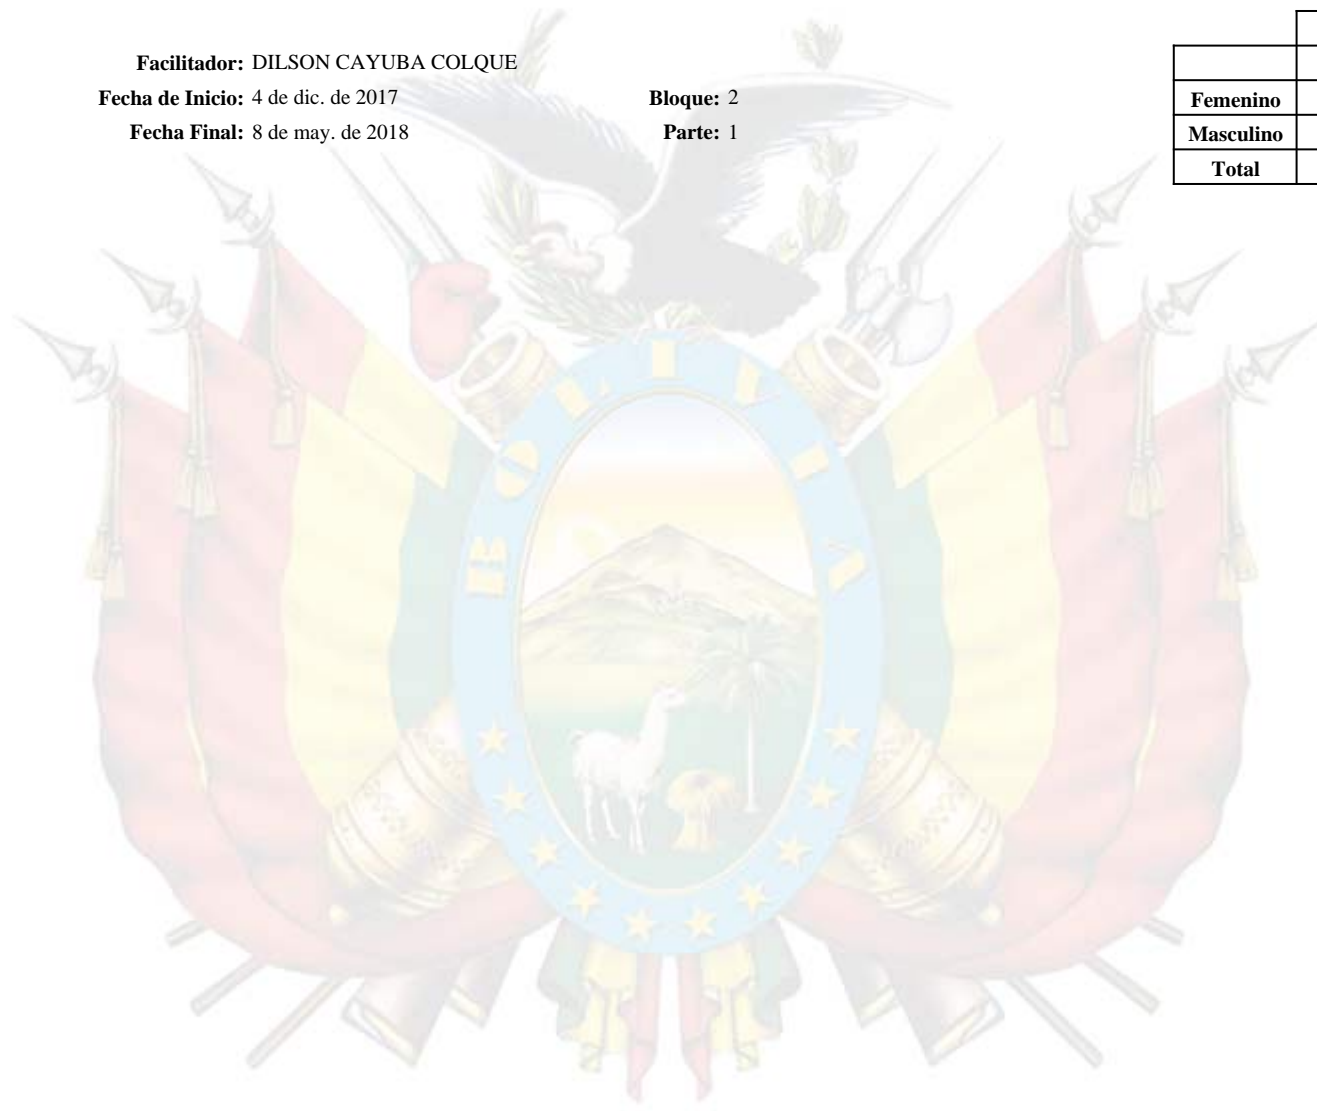 Facilitador: DILSON CAYUBA COLQUE
Fecha de Inicio: 4 de dic. de 2017 Bloque: 2
Fecha Final: 8 de may. de 2018 Parte: 1
Femenino
Masculino
Total
BOLIVIA